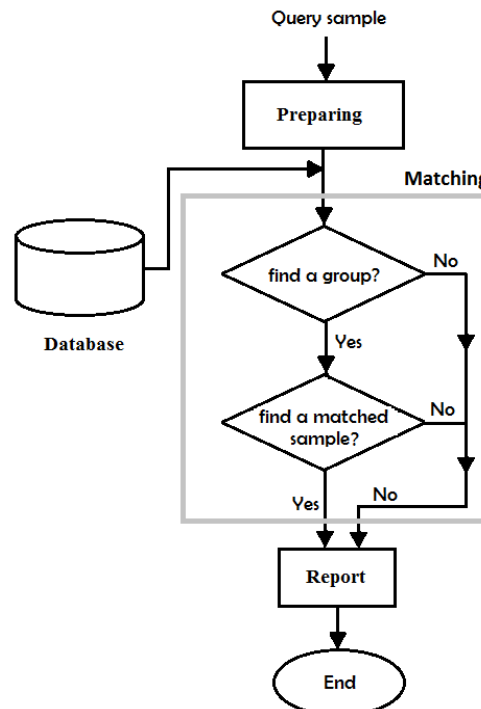 Query sample
Preparing
Matching
find a group?
No
Database
Yes
find a matched
sample?
No
Yes
No
Report
End